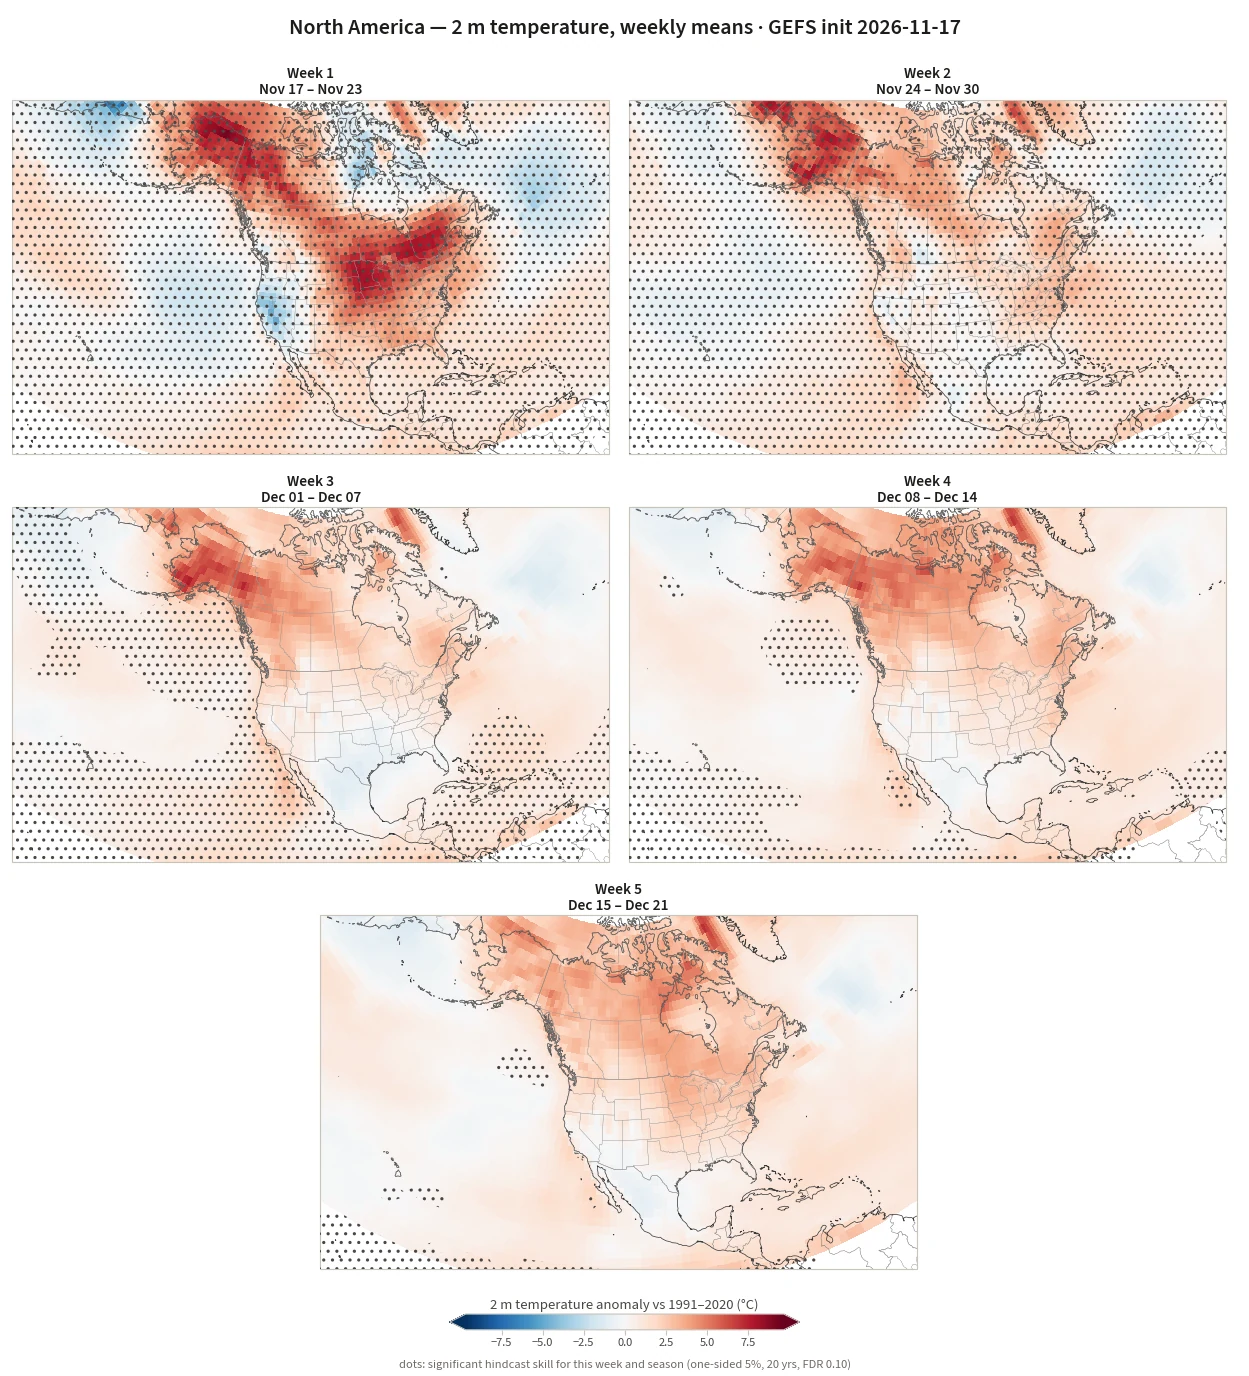 North America — 2 m temperature, weekly means · GEFS init 2026-11-17
Week 1
Nov 17 – Nov 23
Week 2
Nov 24 – Nov 30
Week 3
Dec 01 – Dec 07
Week 4
Dec 08 – Dec 14
Week 5
Dec 15 – Dec 21
2 m temperature anomaly vs 1991–2020 (°C)
−7.5 −5.0 −2.5 0.0 2.5 5.0 7.5
dots: significant hindcast skill for this week and season (one-sided 5%, 20 yrs, FDR 0.10)